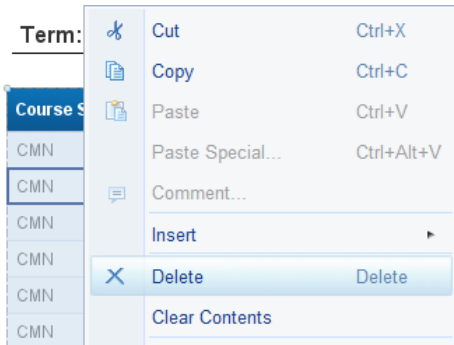 Term:
Cut Ctrl+X
Copy Ctrl+C
Paste Ctrl+V
Paste Special... Ctrl+Alt+V
Comment...
Insert
Delete Delete
Clear Contents
Course S
CMN
CMN
CMN
CMN
CMN
CMN